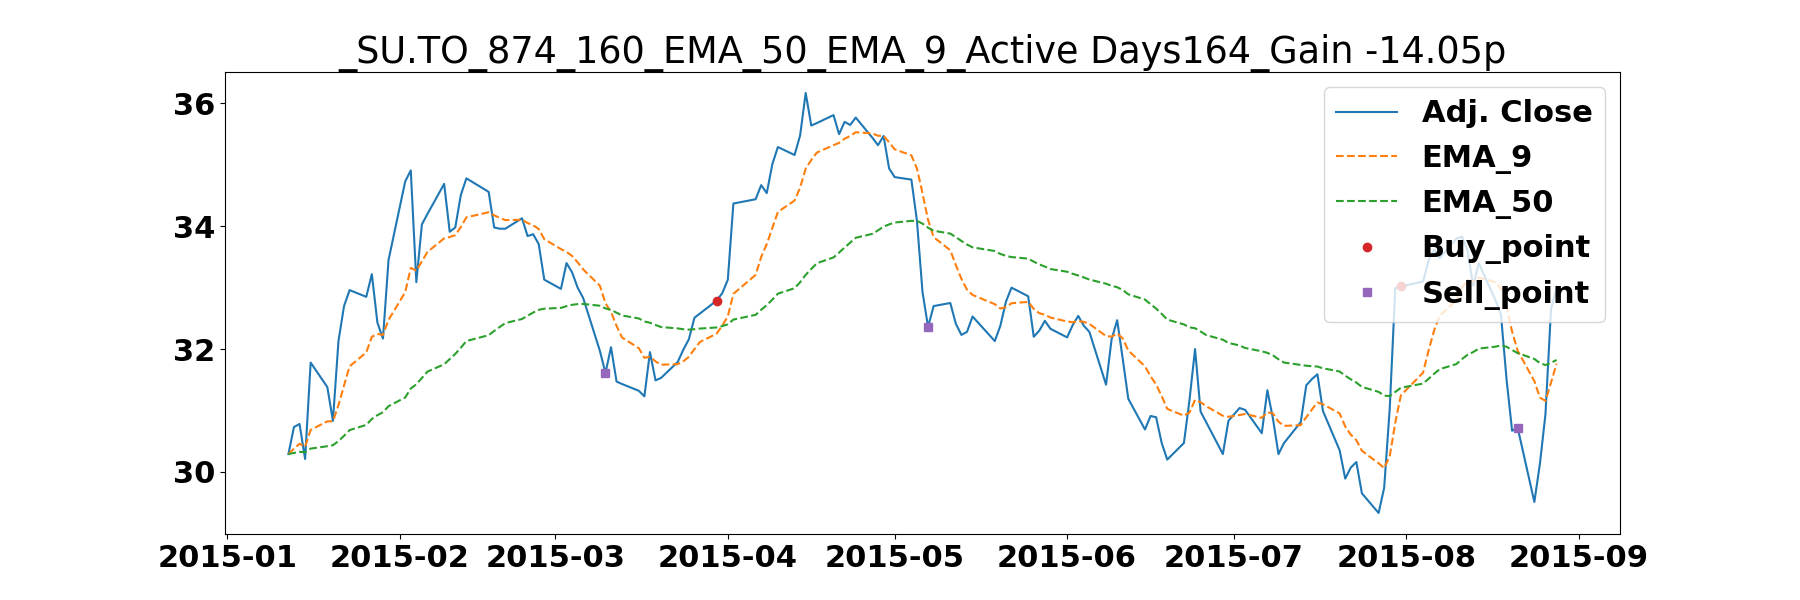 _SU.TO_874_160_EMA_50_EMA_9_Active Days164_Gain -14.05p
36
34
32
30
Adj. Close
EMA_9
EMA_50
Buy_point
Sell_point
2015-01 2015-02 2015-03 2015-04 2015-05 2015-06 2015-07 2015-08 2015-09